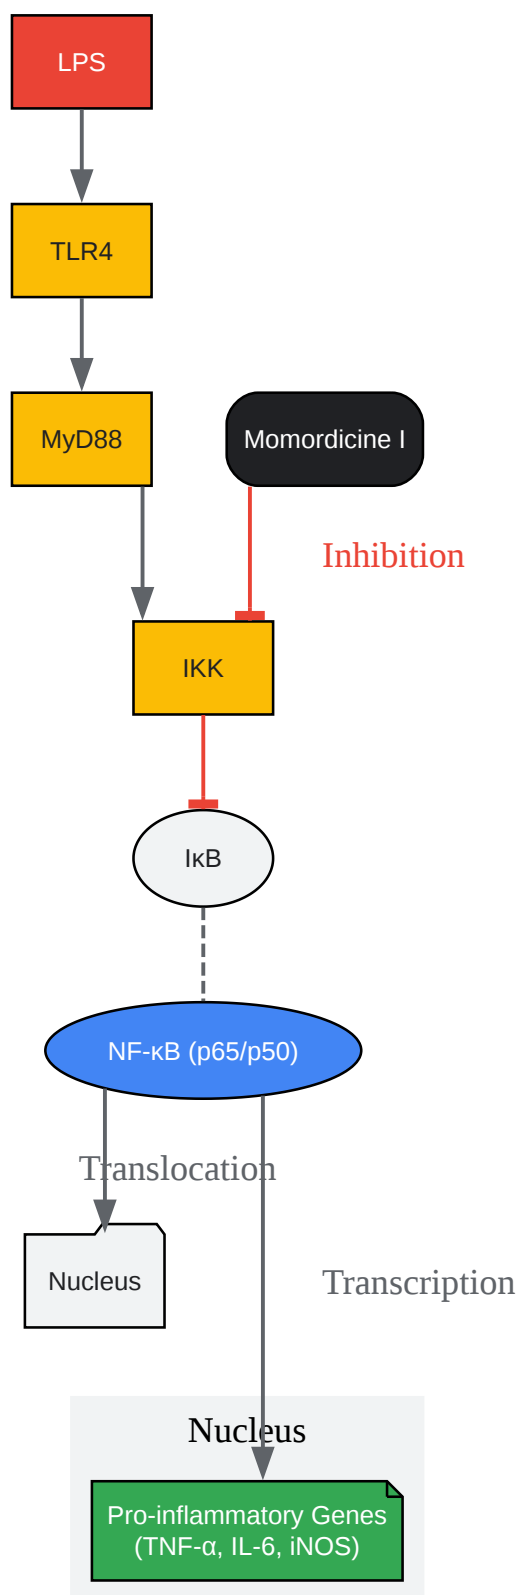 LPS
TLR4
MyD88
Momordicine I
Inhibition
IKK
IκB
NF-κB (p65/p50)
Translocation
Nucleus
Transcription
Nucleus
Pro-inflammatory Genes
(TNF-α, IL-6, iNOS)